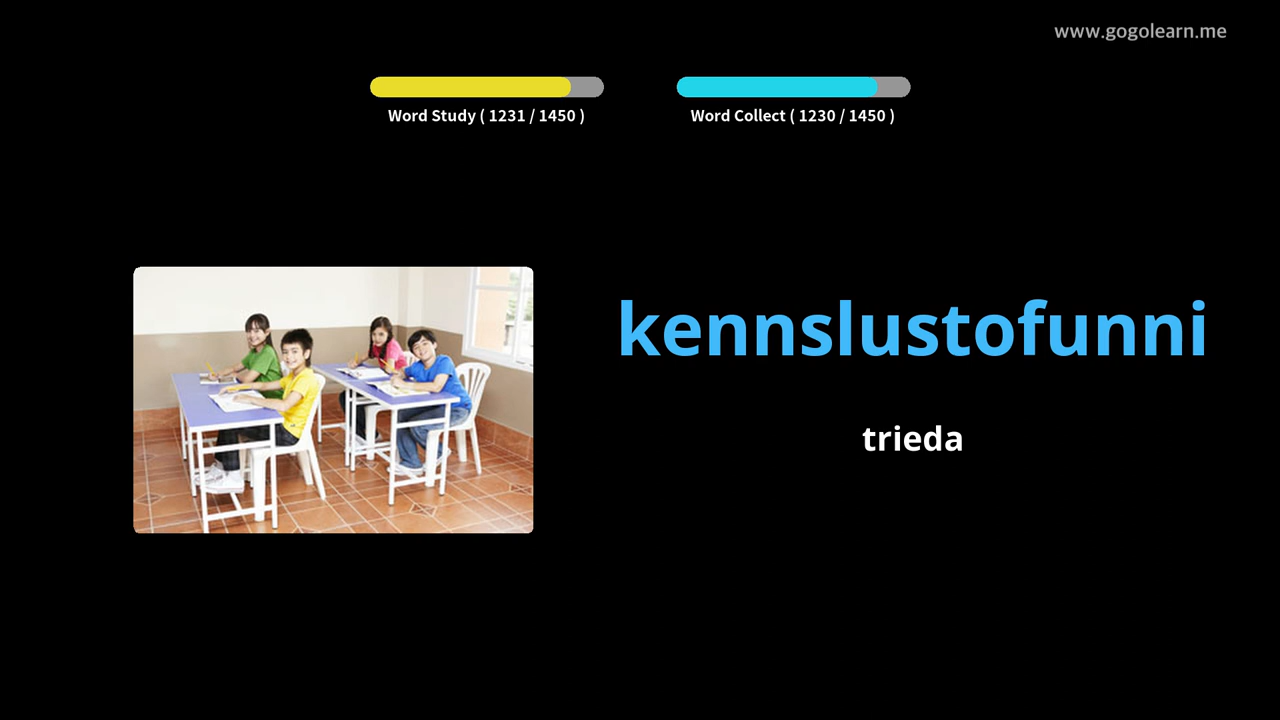 www.gogolearn.me
Word Study ( 1231 / 1450 )
Word Collect ( 1230 / 1450 )
kennslustofunni
trieda